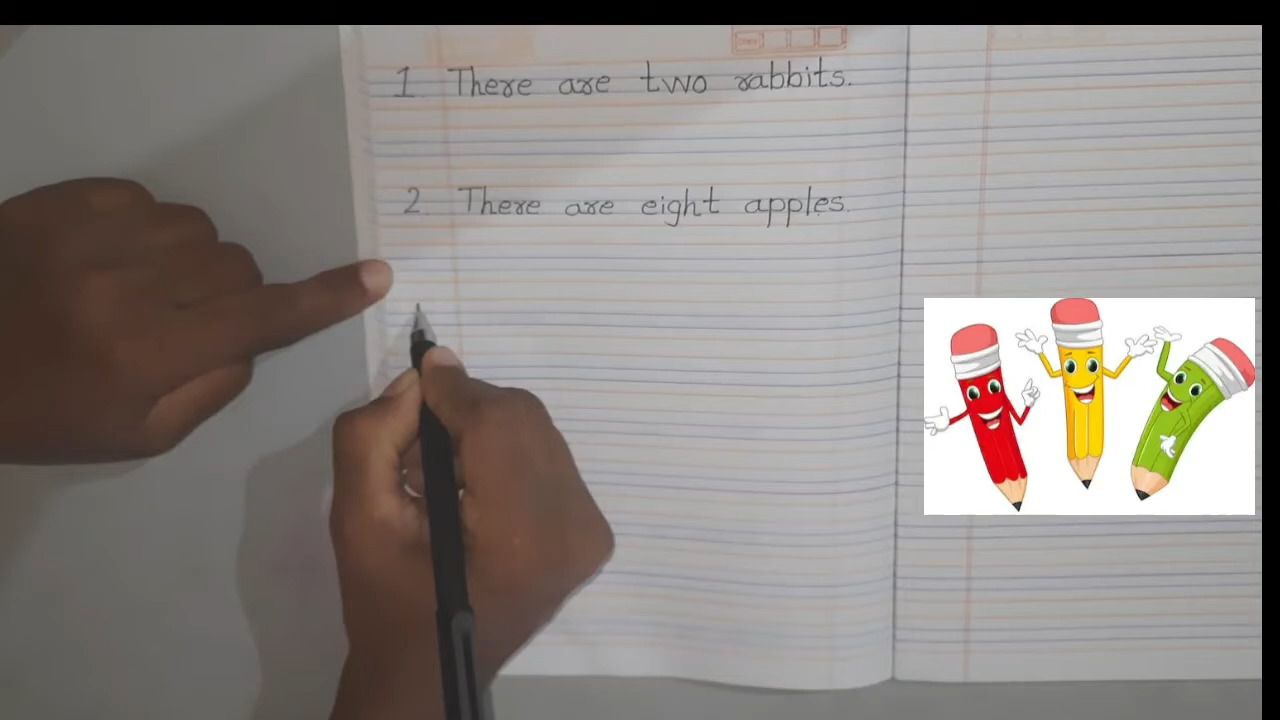 1. There are two rabbits.
2. There are eight apples.